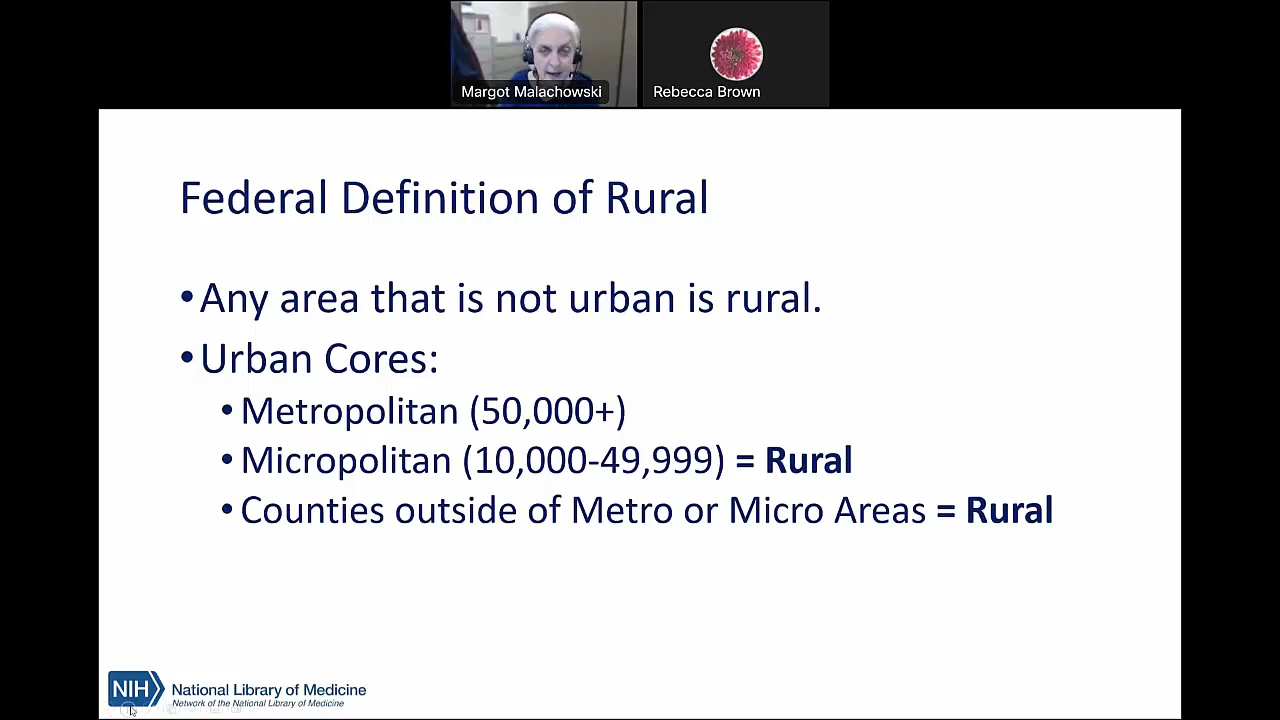 Margot Malachowski
Rebecca Brown
Federal Definition of Rural
•Any area that is not urban is rural.
•Urban Cores:
•Metropolitan (50,000+)
•Micropolitan (10,000-49,999) = Rural
•Counties outside of Metro or Micro Areas = Rural
NIH National Library of Medicine
Network of the National Library of Medicine